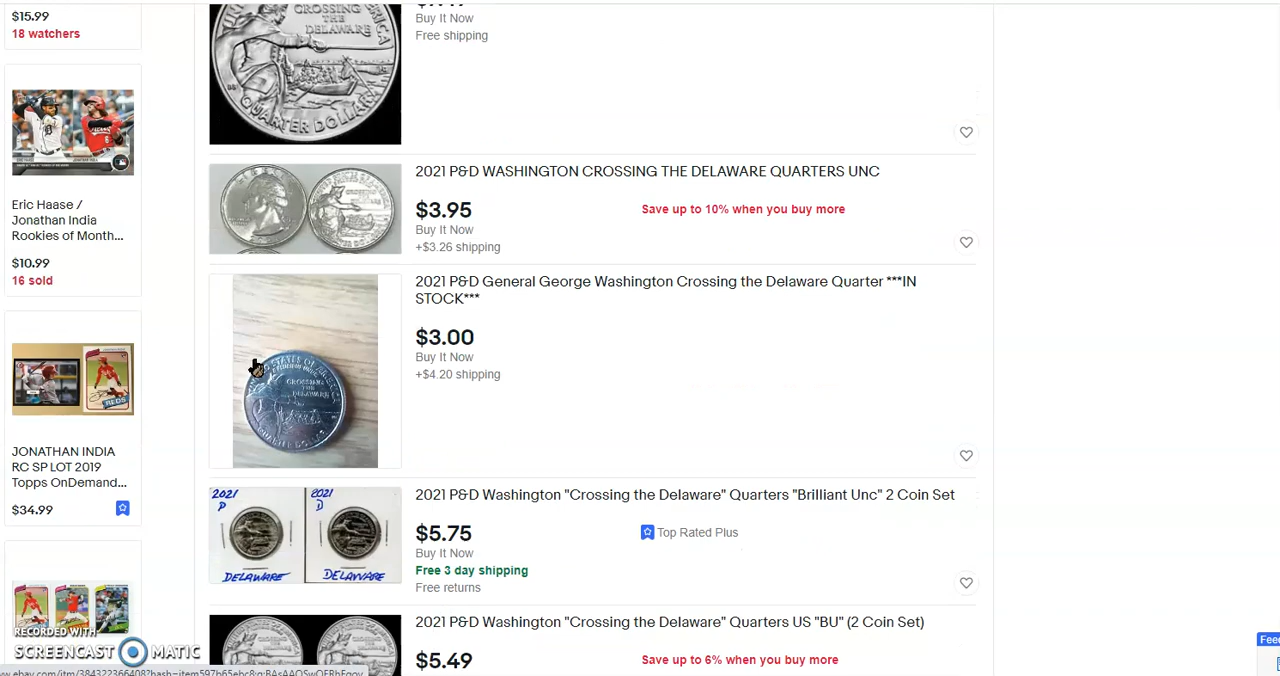 $15.99
18 watchers
Eric Haase /
Jonathan India
Rookies of Month...
$10.99
16 sold
REDS
JONATHAN INDIA
RC SP LOT 2019
Topps OnDemand...
$34.99
RECORDED WITH
SCREENCAST MATIC
CROSSING
THE
DELAWARE
QUARTER DOLLAR
Buy It Now
Free shipping
2021 P&D WASHINGTON CROSSING THE DELAWARE QUARTERS UNC
$3.95
Save up to 10% when you buy more
Buy It Now
+$3.26 shipping
2021 P&D General George Washington Crossing the Delaware Quarter ***IN
STOCK***
$3.00
Buy It Now
+$4.20 shipping
CROSSING
THE
DELAWARE
QUARTER DOLLAR
2021
P
2021
D
DELAWARE
DELAWARE
2021 P&D Washington "Crossing the Delaware" Quarters "Brilliant Unc" 2 Coin Set
$5.75
Top Rated Plus
Buy It Now
Free 3 day shipping
Free returns
2021 P&D Washington "Crossing the Delaware" Quarters US "BU" (2 Coin Set)
$5.49
Save up to 6% when you buy more